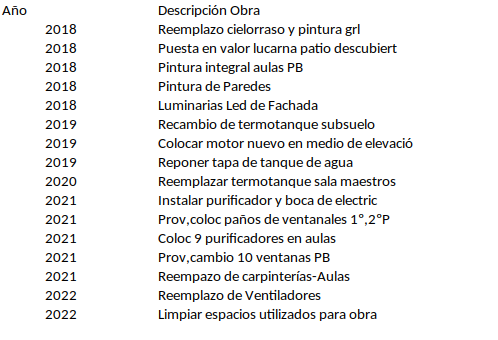 Año Descripción Obra
2018 Reemplazo cielorraso y pintura grl
2018 Puesta en valor lucarna patio descubiert
2018 Pintura integral aulas PB
2018 Pintura de Paredes
2018 Luminarias Led de Fachada
2019 Recambio de termotanque subsuelo
2019 Colocar motor nuevo en medio de elevació
2019 Reponer tapa de tanque de agua
2020 Reemplazar termotanque sala maestros
2021 Instalar purificador y boca de electric
2021 Prov,coloc paños de ventanales 1°,2°P
2021 Coloc 9 purificadores en aulas
2021 Prov,cambio 10 ventanas PB
2021 Reempazo de carpinterías-Aulas
2022 Reemplazo de Ventiladores
2022 Limpiar espacios utilizados para obra